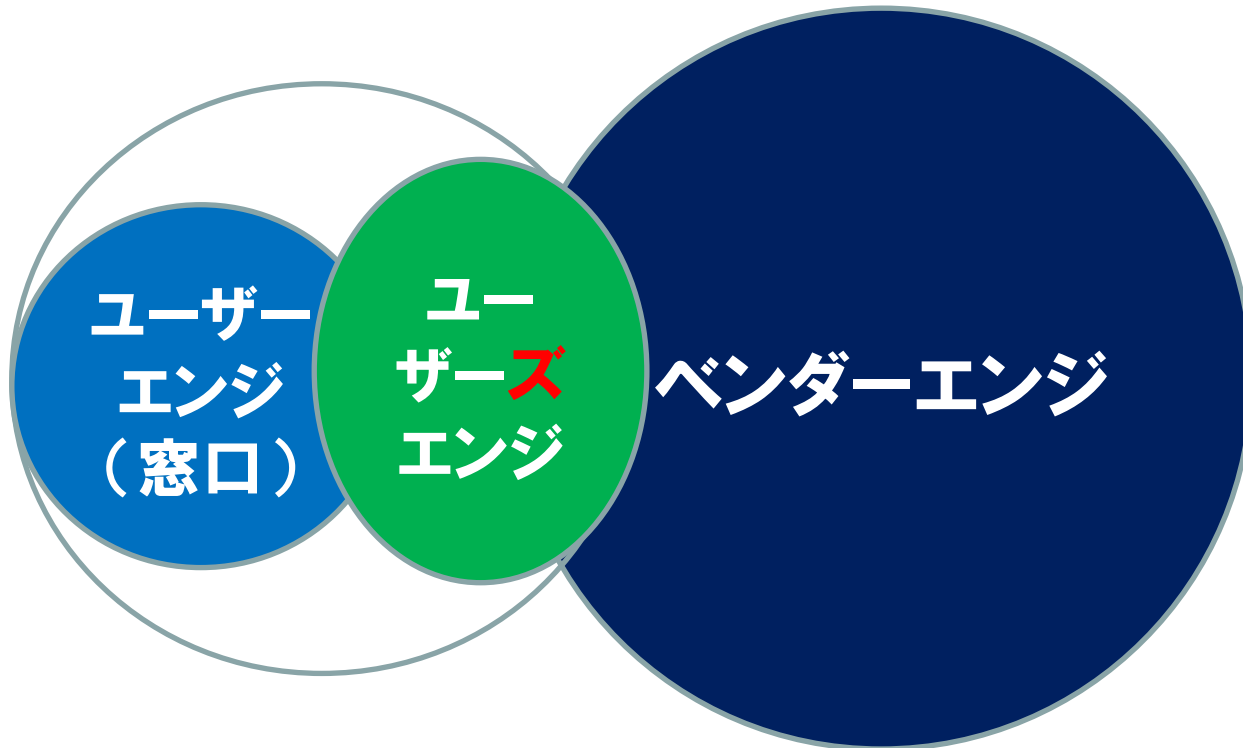 ユーザー
エンジ
（窓口）
ユー
ザーズ
エンジ
ベンダーエンジ